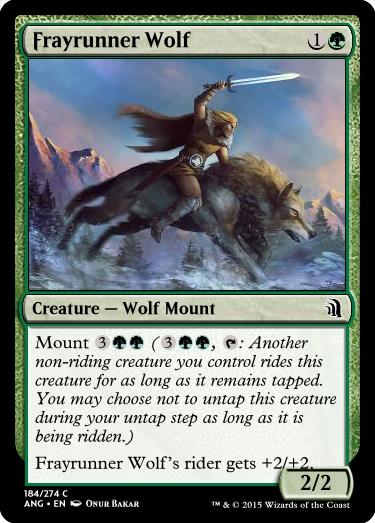 Frayrunner Wolf 1
Creature — Wolf Mount
Mount 3 ( 3 , : Another
non-riding creature you control rides this
creature for as long as it remains tapped.
You may choose not to untap this creature
during your untap step as long as it is
being ridden.)
Frayrunner Wolf's rider gets +2/+2.
2/2
184/274 C
ANG • EN Onur Bakar
™ & © 2015 Wizards of the Coast